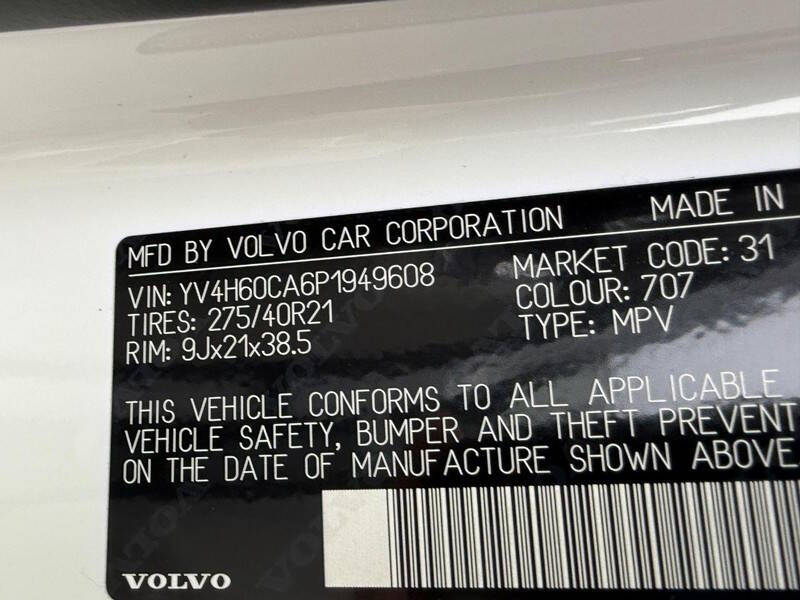 MFD BY VOLVO CAR CORPORATION MADE IN
VIN: YV4H60CA6P1949608 MARKET CODE: 31
TIRES: 275/40R21 COLOUR: 707
RIM: 9Jx21x38.5 TYPE: MPV
THIS VEHICLE CONFORMS TO ALL APPLICABLE
VEHICLE SAFETY, BUMPER AND THEFT PREVENT
ON THE DATE OF MANUFACTURE SHOWN ABOVE
VOLVO